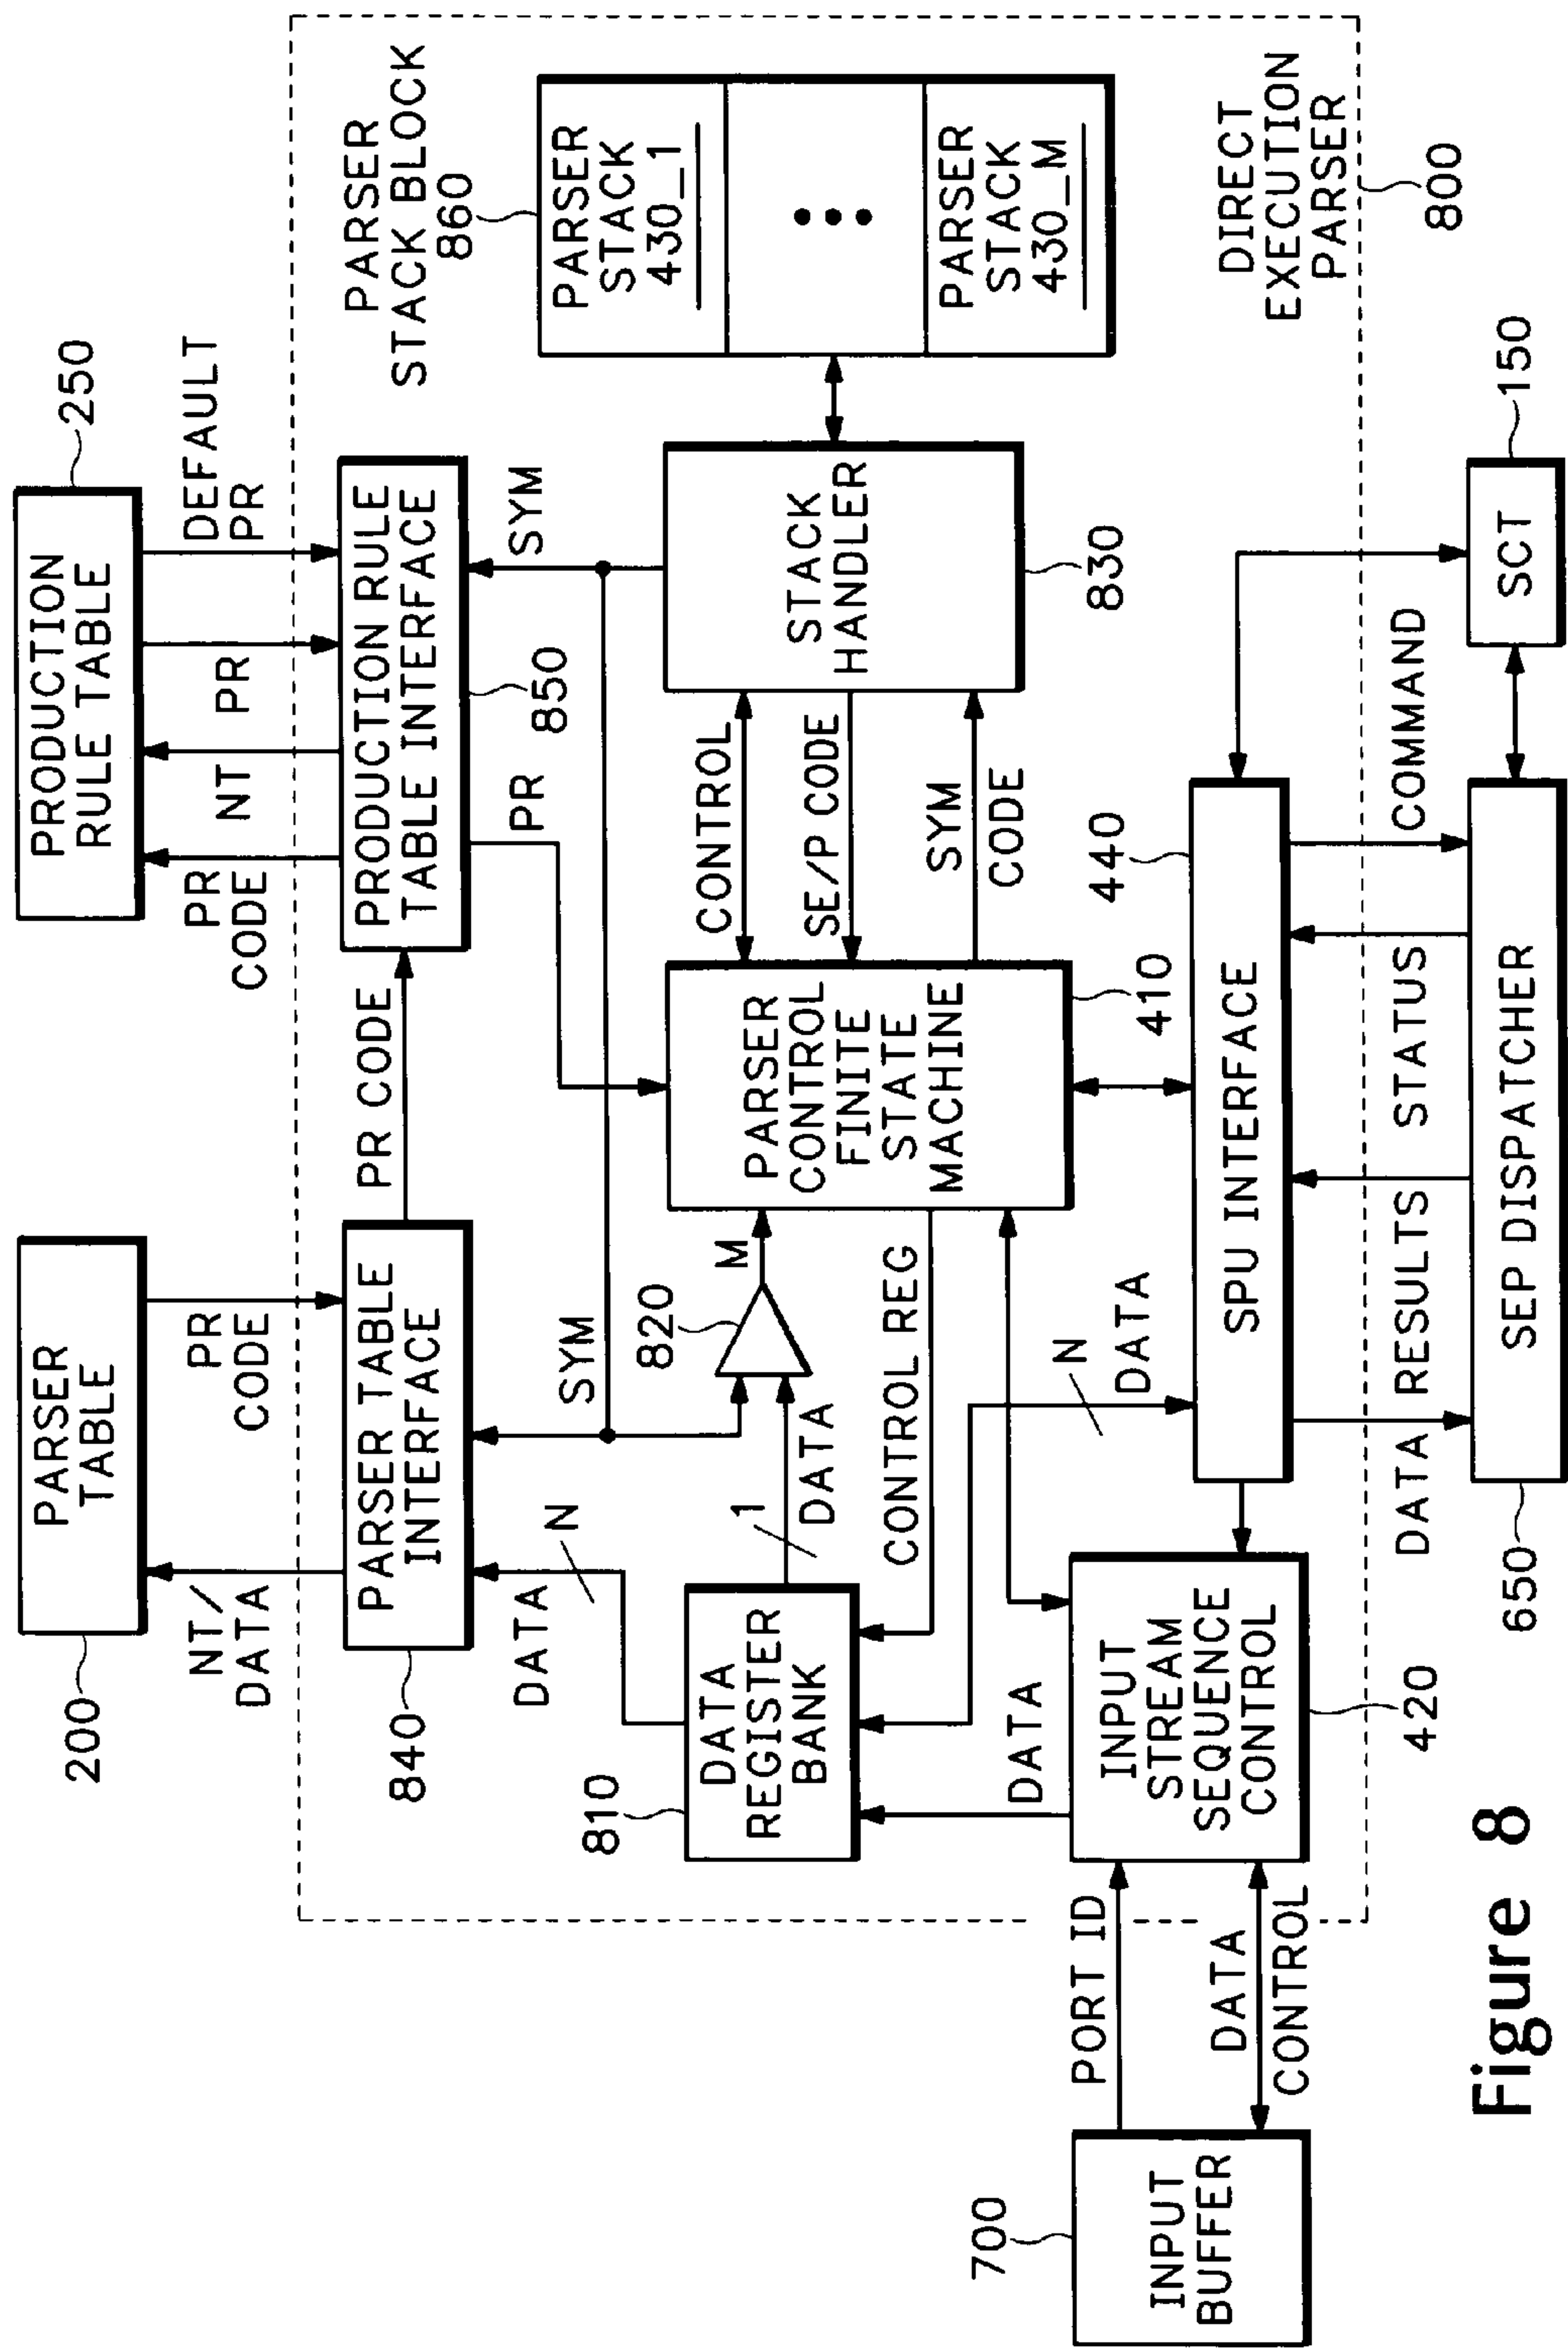 200
PARSER
TABLE
PRODUCTION
RULE TABLE
250
NT/
DATA
PR
CODE
PR
CODE
NT
PR
DEFAULT
PR
840
PARSER TABLE
INTERFACE
PR CODE
PRODUCTION RULE
TABLE INTERFACE
850
PARSER
STACK BLOCK
860
DATA
N
SYM
PR
SYM
810
DATA
REGISTER
BANK
1
DATA
820
M
PARSER
CONTROL
FINITE
STATE
MACHINE
410
CONTROL
SE/P CODE
SYM
CODE
STACK
HANDLER
830
PARSER
STACK
430_1
PARSER
STACK
430_M
CONTROL REG
DATA
N
DATA
700
INPUT
BUFFER
PORT ID
DATA
CONTROL
INPUT
STREAM
SEQUENCE
CONTROL
420
SPU INTERFACE
440
DIRECT
EXECUTION
PARSER
800
DATA
RESULTS
STATUS
COMMAND
650
SEP DISPATCHER
SCT
150
Figure 8